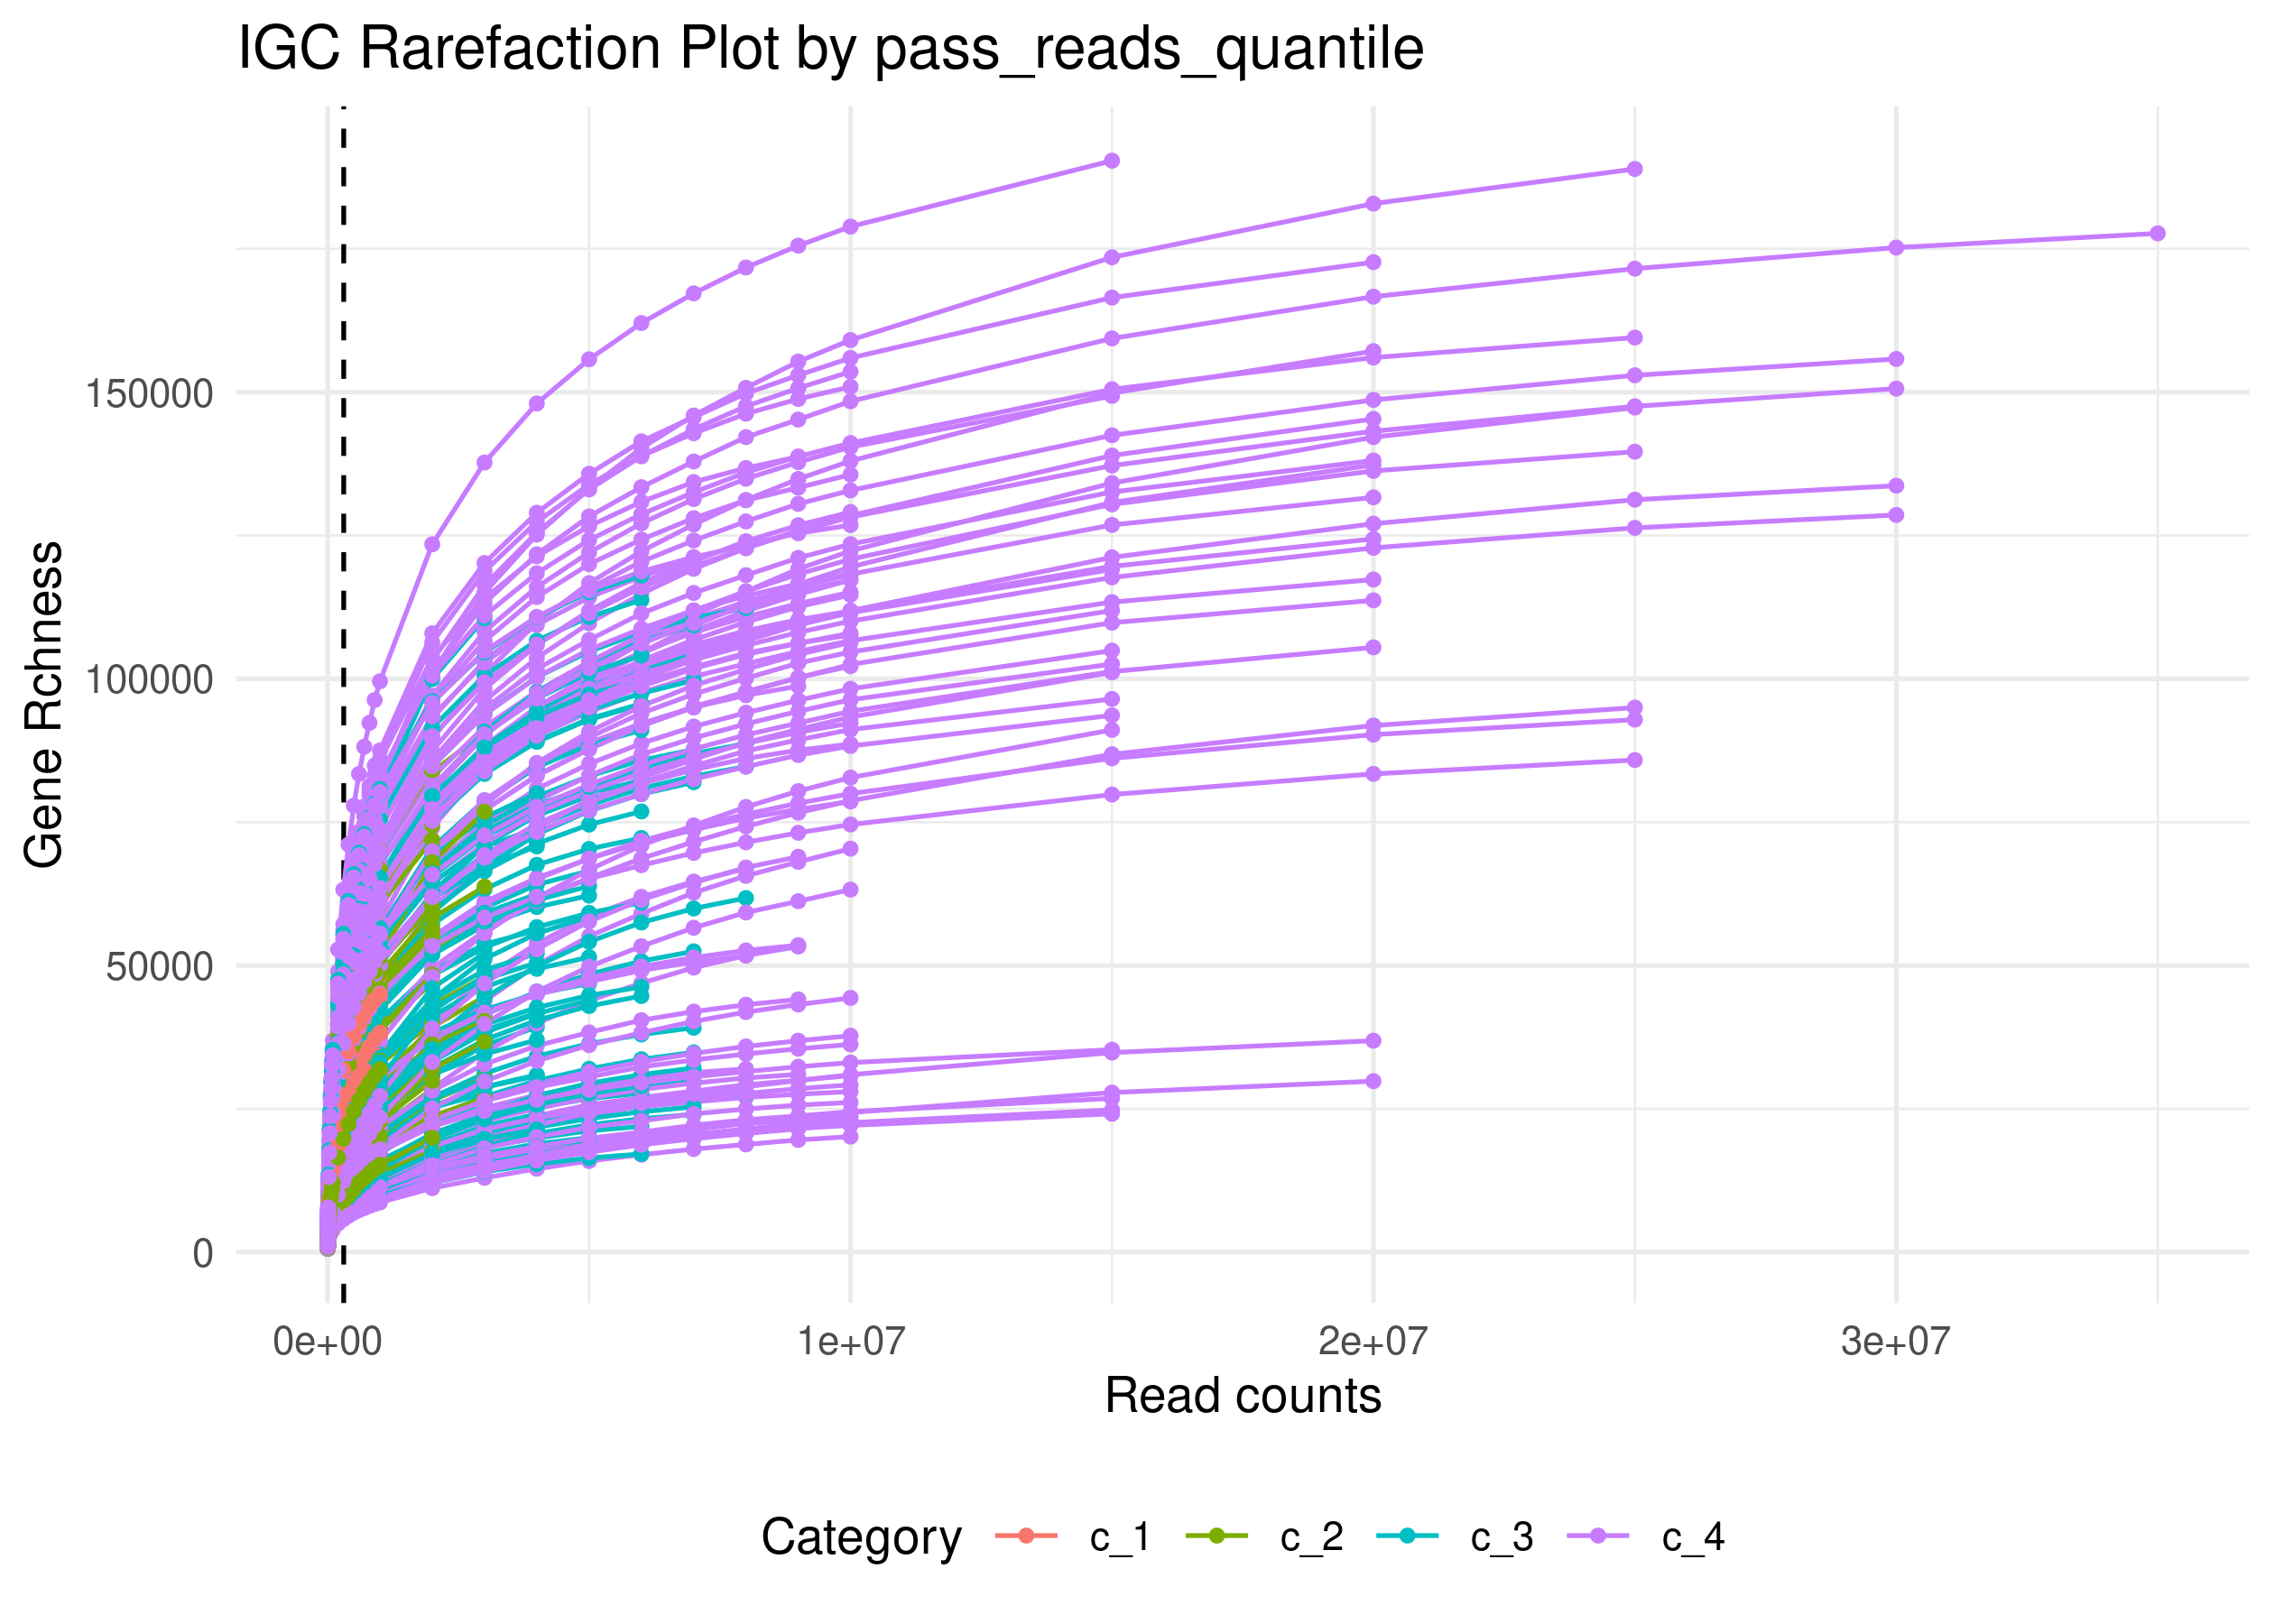 IGC Rarefaction Plot by pass_reads_quantile
Gene Rchness
150000
100000
50000
0
0e+00 1e+07 2e+07 3e+07
Read counts
Category c_1 c_2 c_3 c_4